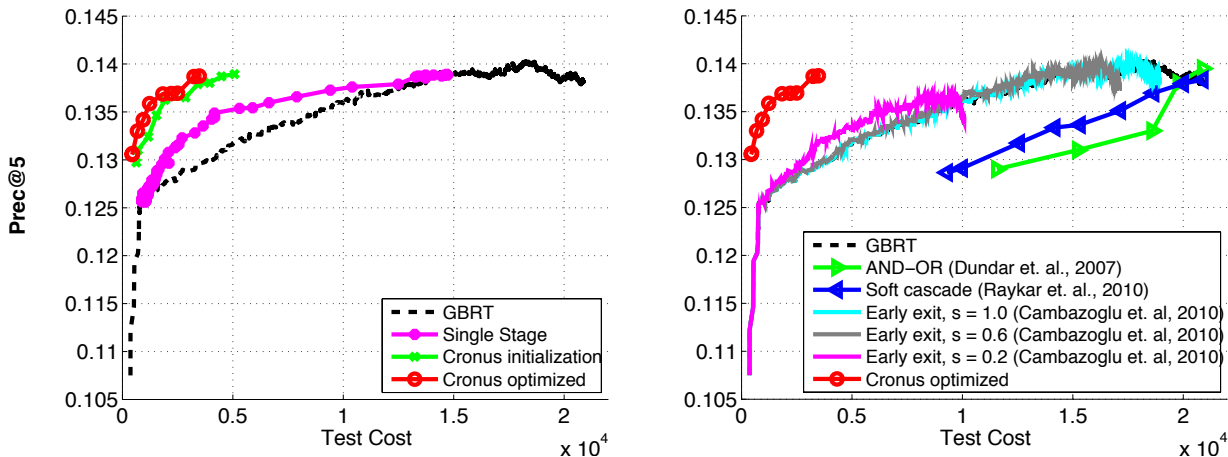 Prec@5
0.145
0.14
0.135
0.13
0.125
0.12
0.115
0.11
0.105
0
0.5
1
1.5
2
Test Cost
x 10^4
GBRT
Single Stage
Cronus initialization
Cronus optimized
0.145
0.14
0.135
0.13
0.125
0.12
0.115
0.11
0.105
0
0.5
1
1.5
2
Test Cost
x 10^4
GBRT
AND−OR (Dundar et. al., 2007)
Soft cascade (Raykar et. al., 2010)
Early exit, s = 1.0 (Cambazoglu et. al, 2010)
Early exit, s = 0.6 (Cambazoglu et. al, 2010)
Early exit, s = 0.2 (Cambazoglu et. al, 2010)
Cronus optimized